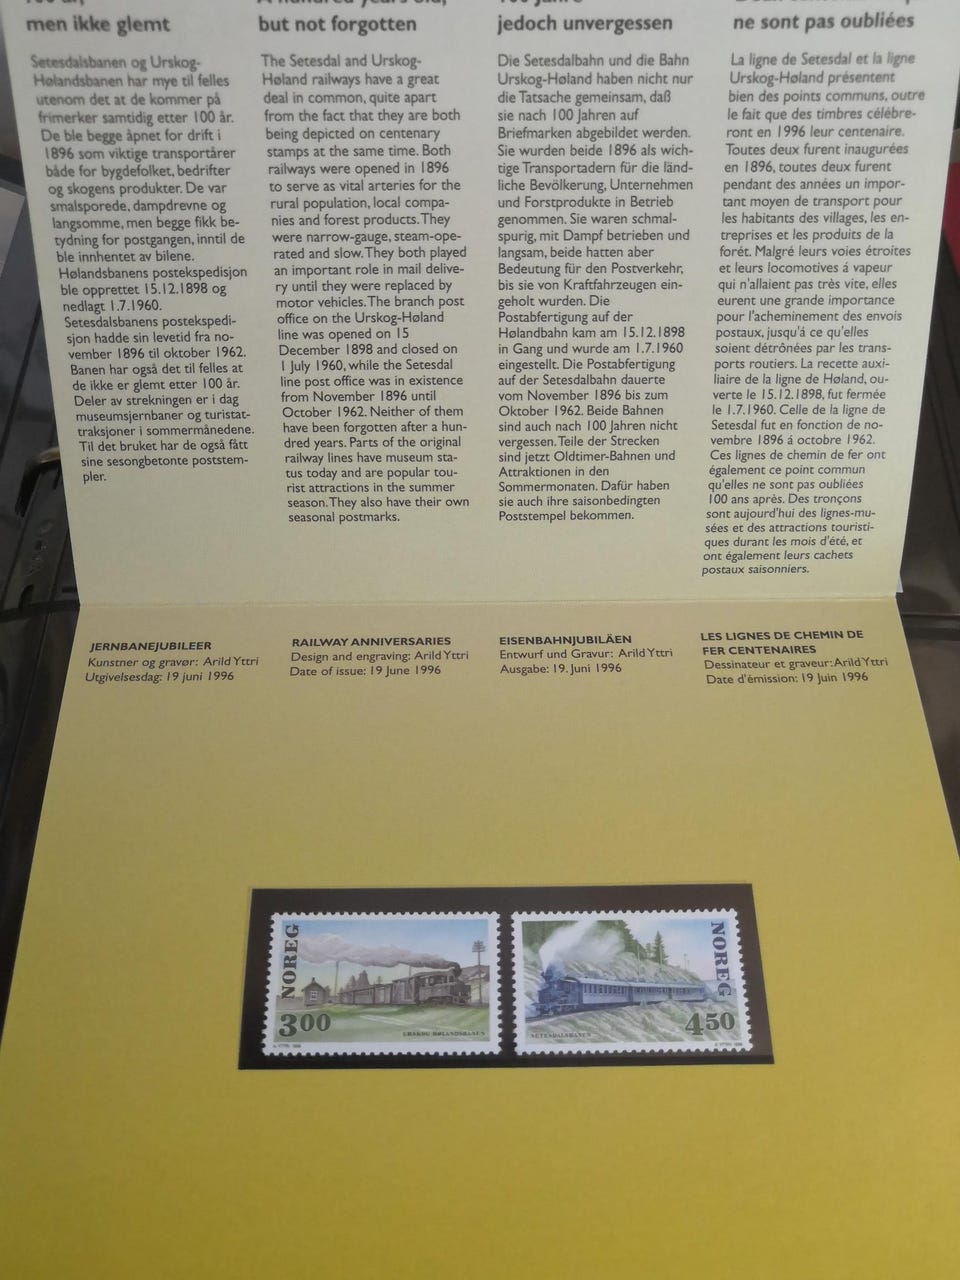 men ikke glemt
Setesdalsbanen og Urskog-
Hølandsbanen har mye til felles
utenom det at de kommer på
frimerker samtidig etter 100 år.
De ble begge åpnet for drift i
1896 som viktige transportårer
både for bygdefolket, bedrifter
og skogens produkter. De var
smalsporede, dampdrevne og
langsomme, men begge fikk be-
tydning for postgangen, inntil de
ble innhentet av bilene.
Hølandsbanens postekspedisjon
ble opprettet 15.12.1898 og
nedlagt 1.7.1960.
Setesdalsbanens postekspedi-
sjon hadde sin levetid fra no-
vember 1896 til oktober 1962.
Banen har også det til felles at
de ikke er glemt etter 100 år.
Deler av strekningen er i dag
museumsjernbaner og turistat-
traksjoner i sommermånedene.
Til det bruket har de også fått
sine sesongbetonte poststem-
pler.
A hundred years old,
but not forgotten
The Setesdal and Urskog-
Høland railways have a great
deal in common, quite apart
from the fact that they are both
being depicted on centenary
stamps at the same time. Both
railways were opened in 1896
to serve as vital arteries for the
rural population, local compa-
nies and forest products. They
were narrow-gauge, steam-ope-
rated and slow. They both played
an important role in mail delive-
ry until they were replaced by
motor vehicles. The branch post
office on the Urskog-Høland
line was opened on 15
December 1898 and closed on
1 July 1960, while the Setesdal
line post office was in existence
from November 1896 until
October 1962. Neither of them
have been forgotten after a hun-
dred years. Parts of the original
railway lines have museum sta-
tus today and are popular tou-
rist attractions in the summer
season. They also have their own
seasonal postmarks.
jedoch unvergessen
Die Setesdalbahn und die Bahn
Urskog-Høland haben nicht nur
die Tatsache gemeinsam, daß
sie nach 100 Jahren auf
Briefmarken abgebildet werden.
Sie wurden beide 1896 als wich-
tige Transportadern für die länd-
liche Bevölkerung, Unternehmen
und Forstprodukte in Betrieb
genommen. Sie waren schmal-
spurig, mit Dampf betrieben und
langsam, beide hatten aber
Bedeutung für den Postverkehr,
bis sie von Kraftfahrzeugen ein-
geholt wurden. Die
Postabfertigung auf der
Hølandbahn kam am 15.12.1898
in Gang und wurde am 1.7.1960
eingestellt. Die Postabfertigung
auf der Setesdalbahn dauerte
vom November 1896 bis zum
Oktober 1962. Beide Bahnen
sind auch nach 100 Jahren nicht
vergessen. Teile der Strecken
sind jetzt Oldtimer-Bahnen und
Attraktionen in den
Sommermonaten. Dafür haben
sie auch ihre saisonbedingten
Poststempel bekommen.
ne sont pas oubliées
La ligne de Setesdal et la ligne
Urskog-Høland présentent
bien des points communs, outre
le fait que des timbres célèbre-
ront en 1996 leur centenaire.
Toutes deux furent inaugurées
en 1896, toutes deux furent
pendant des années un impor-
tant moyen de transport pour
les habitants des villages, les en-
treprises et les produits de la
forêt. Malgré leurs voies étroites
et leurs locomotives á vapeur
qui n'allaient pas très vite, elles
eurent une grande importance
pour l'acheminement des envois
postaux, jusqu'á ce qu'elles
soient détrônées par les trans-
ports routiers. La recette auxi-
liaire de la ligne de Høland, ou-
verte le 15.12.1898, fut fermée
le 1.7.1960. Celle de la ligne de
Setesdal fut en fonction de no-
vembre 1896 á octobre 1962.
Ces lignes de chemin de fer ont
également ce point commun
qu'elles ne sont pas oubliées
100 ans après. Des tronçons
sont aujourd'hui des lignes-mu-
sées et des attractions touristi-
ques durant les mois d'été, et
ont également leurs cachets
postaux saisonniers.
JERNBANEJUBILEER
Kunstner og gravør: Arild Yttri
Utgivelsesdag: 19 juni 1996
RAILWAY ANNIVERSARIES
Design and engraving: Arild Yttri
Date of issue: 19 June 1996
EISENBAHNJUBILÄEN
Entwurf und Gravur: Arild Yttri
Ausgabe: 19. Juni 1996
LES LIGNES DE CHEMIN DE
FER CENTENAIRES
Dessinateur et graveur: Arild Yttri
Date d'émission: 19 Juin 1996
NOREG
3 00
URSKOG-HØLANDSBANEN
A. YTTRI 1996
NOREG
4 50
SETESDALSBANEN
A. YTTRI 1996